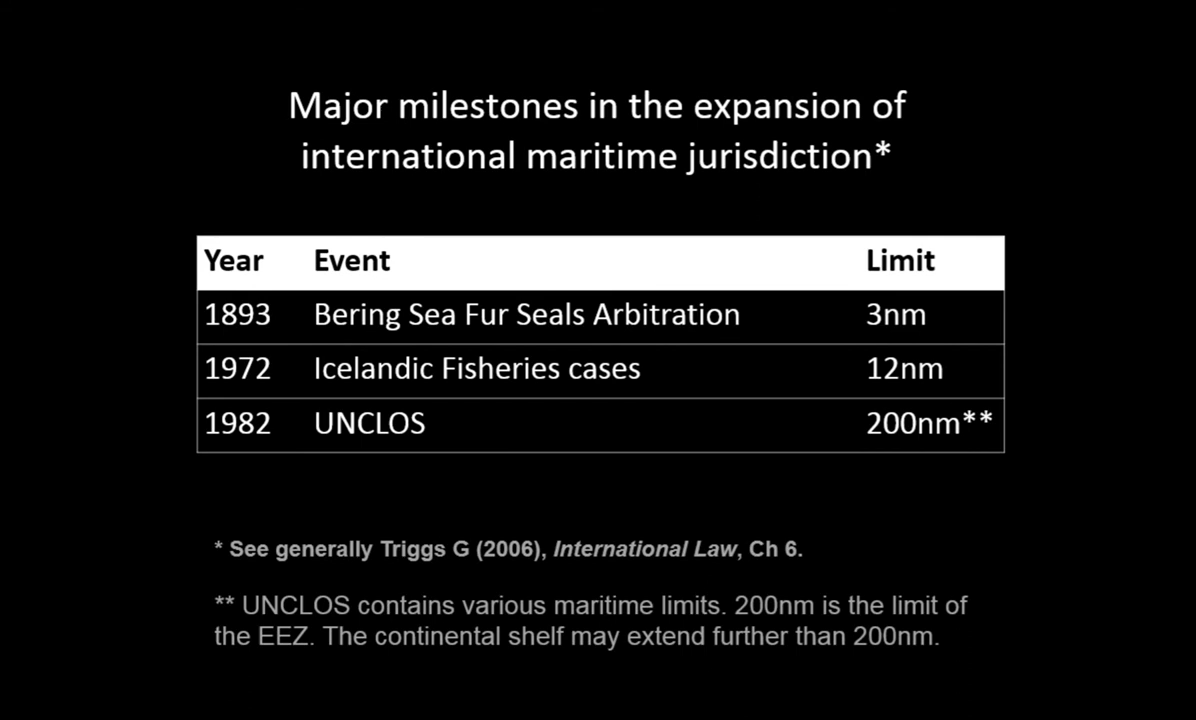 Major milestones in the expansion of
international maritime jurisdiction*
Year Event Limit
1893 Bering Sea Fur Seals Arbitration 3nm
1972 Icelandic Fisheries cases 12nm
1982 UNCLOS 200nm**
* See generally Triggs G (2006), International Law, Ch 6.
** UNCLOS contains various maritime limits. 200nm is the limit of
the EEZ. The continental shelf may extend further than 200nm.